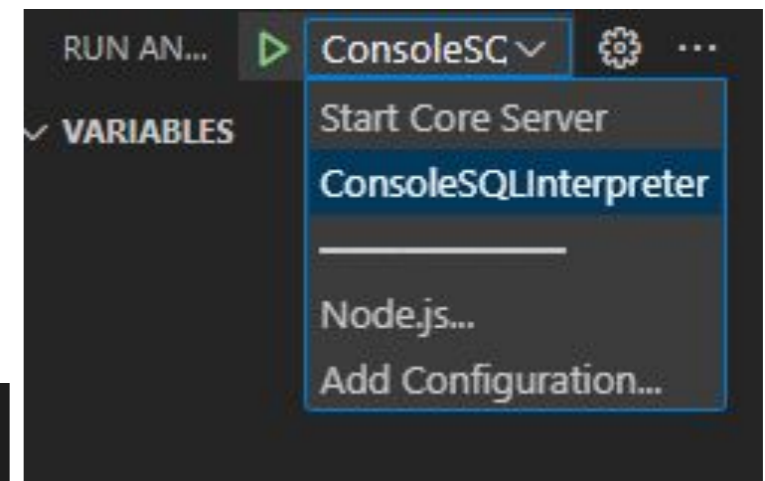 RUN AN... ConsoleSC ...
VARIABLES
Start Core Server
ConsoleSQLInterpreter
Node.js...
Add Configuration...